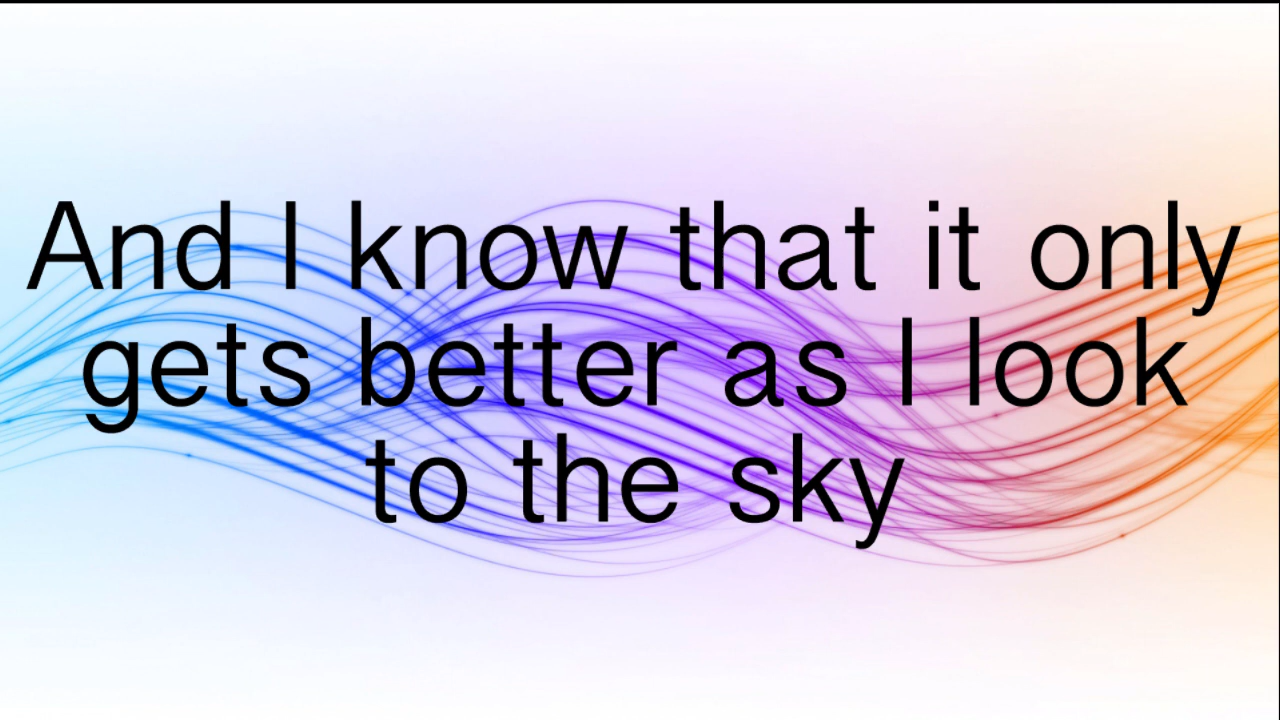 And I know that it only
gets better as I look
to the sky